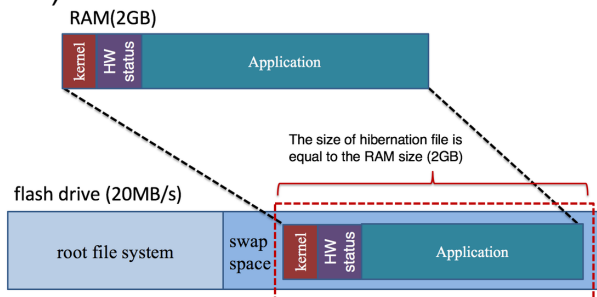 RAM(2GB)
kernel
HW
status
Application
The size of hibernation file is
equal to the RAM size (2GB)
flash drive (20MB/s)
root file system
swap
space
kernel
HW
status
Application